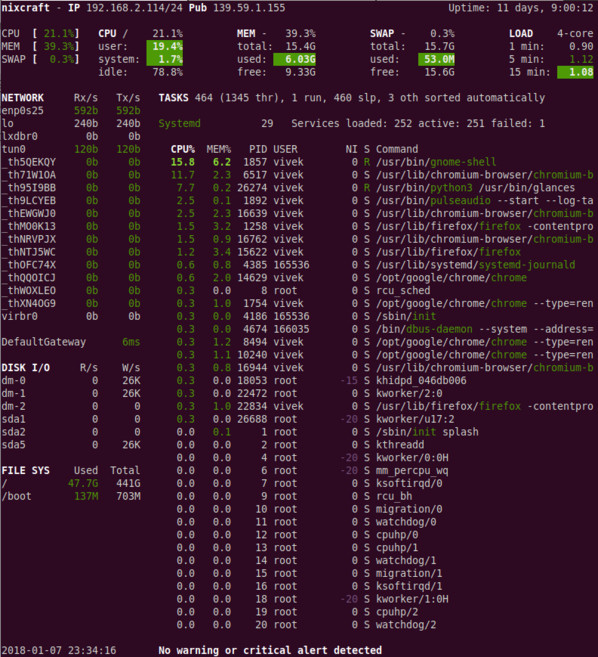 nixcraft - IP 192.168.2.114/24 Pub 139.59.1.155 Uptime: 11 days, 9:00:12
CPU [ 21.1%] CPU / 21.1% MEM - 39.3% SWAP - 0.3% LOAD 4-core
MEM [ 39.3%] user: 19.4% total: 15.4G total: 15.7G 1 min: 0.90
SWAP [ 0.3%] system: 1.7% used: 6.03G used: 53.0M 5 min: 1.12
idle: 78.8% free: 9.33G free: 15.6G 15 min: 1.08
NETWORK Rx/s Tx/s TASKS 464 (1345 thr), 1 run, 460 slp, 3 oth sorted automatically
enp0s25 592b 592b
lo 240b 240b Systemd 29 Services loaded: 252 active: 251 failed: 1
lxdbr0 0b 0b
tun0 120b 120b CPU% MEM% PID USER NI S Command
_th5QEKQY 0b 0b 15.8 6.2 1857 vivek 0 R /usr/bin/gnome-shell
_th71W1OA 0b 0b 11.7 2.3 6517 vivek 0 S /usr/lib/chromium-browser/chromium-b
_th95I9BB 0b 0b 7.7 0.2 26274 vivek 0 R /usr/bin/python3 /usr/bin/glances
_th9LCYEB 0b 0b 2.5 0.1 1892 vivek 0 S /usr/bin/pulseaudio --start --log-ta
_thEWGWJ0 0b 0b 2.5 2.3 16639 vivek 0 S /usr/lib/chromium-browser/chromium-b
_thMO0K13 0b 0b 1.5 3.2 1258 vivek 0 S /usr/lib/firefox/firefox -contentpro
_thNRVPJX 0b 0b 1.5 0.9 16762 vivek 0 S /usr/lib/chromium-browser/chromium-b
_thNTJ5WC 0b 0b 1.2 3.4 15622 vivek 0 S /usr/lib/firefox/firefox
_thOFC74X 0b 0b 0.6 0.8 4385 165536 0 S /usr/lib/systemd/systemd-journald
_thQQOICJ 0b 0b 0.6 2.0 14629 vivek 0 S /opt/google/chrome/chrome
_thWOXLEO 0b 0b 0.3 0.0 8 root 0 S rcu_sched
_thXN4OG9 0b 0b 0.3 1.0 1754 vivek 0 S /opt/google/chrome/chrome --type=ren
virbr0 0b 0b 0.3 0.0 4186 165536 0 S /sbin/init
0.3 0.0 4674 166035 0 S /bin/dbus-daemon --system --address=
DefaultGateway 6ms 0.3 1.2 8494 vivek 0 S /opt/google/chrome/chrome --type=ren
0.3 1.1 10240 vivek 0 S /opt/google/chrome/chrome --type=ren
DISK I/O R/s W/s 0.3 0.8 16944 vivek 0 S /usr/lib/chromium-browser/chromium-b
dm-0 0 26K 0.3 0.0 18053 root -15 S khidpd_046db006
dm-1 0 26K 0.3 0.0 22472 root 0 S kworker/2:0
dm-2 0 0 0.3 1.0 22834 vivek 0 S /usr/lib/firefox/firefox -contentpro
sda1 0 0 0.3 0.0 26688 root -20 S kworker/u17:2
sda2 0 0 0.0 0.1 1 root 0 S /sbin/init splash
sda5 0 26K 0.0 0.0 2 root 0 S kthreadd
0.0 0.0 4 root -20 S kworker/0:0H
FILE SYS Used Total 0.0 0.0 6 root -20 S mm_percpu_wq
/ 47.7G 441G 0.0 0.0 7 root 0 S ksoftirqd/0
/boot 137M 703M 0.0 0.0 9 root 0 S rcu_bh
0.0 0.0 10 root 0 S migration/0
0.0 0.0 11 root 0 S watchdog/0
0.0 0.0 12 root 0 S cpuhp/0
0.0 0.0 13 root 0 S cpuhp/1
0.0 0.0 14 root 0 S watchdog/1
0.0 0.0 15 root 0 S migration/1
0.0 0.0 16 root 0 S ksoftirqd/1
0.0 0.0 18 root -20 S kworker/1:0H
0.0 0.0 19 root 0 S cpuhp/2
0.0 0.0 20 root 0 S watchdog/2
2018-01-07 23:34:16 No warning or critical alert detected